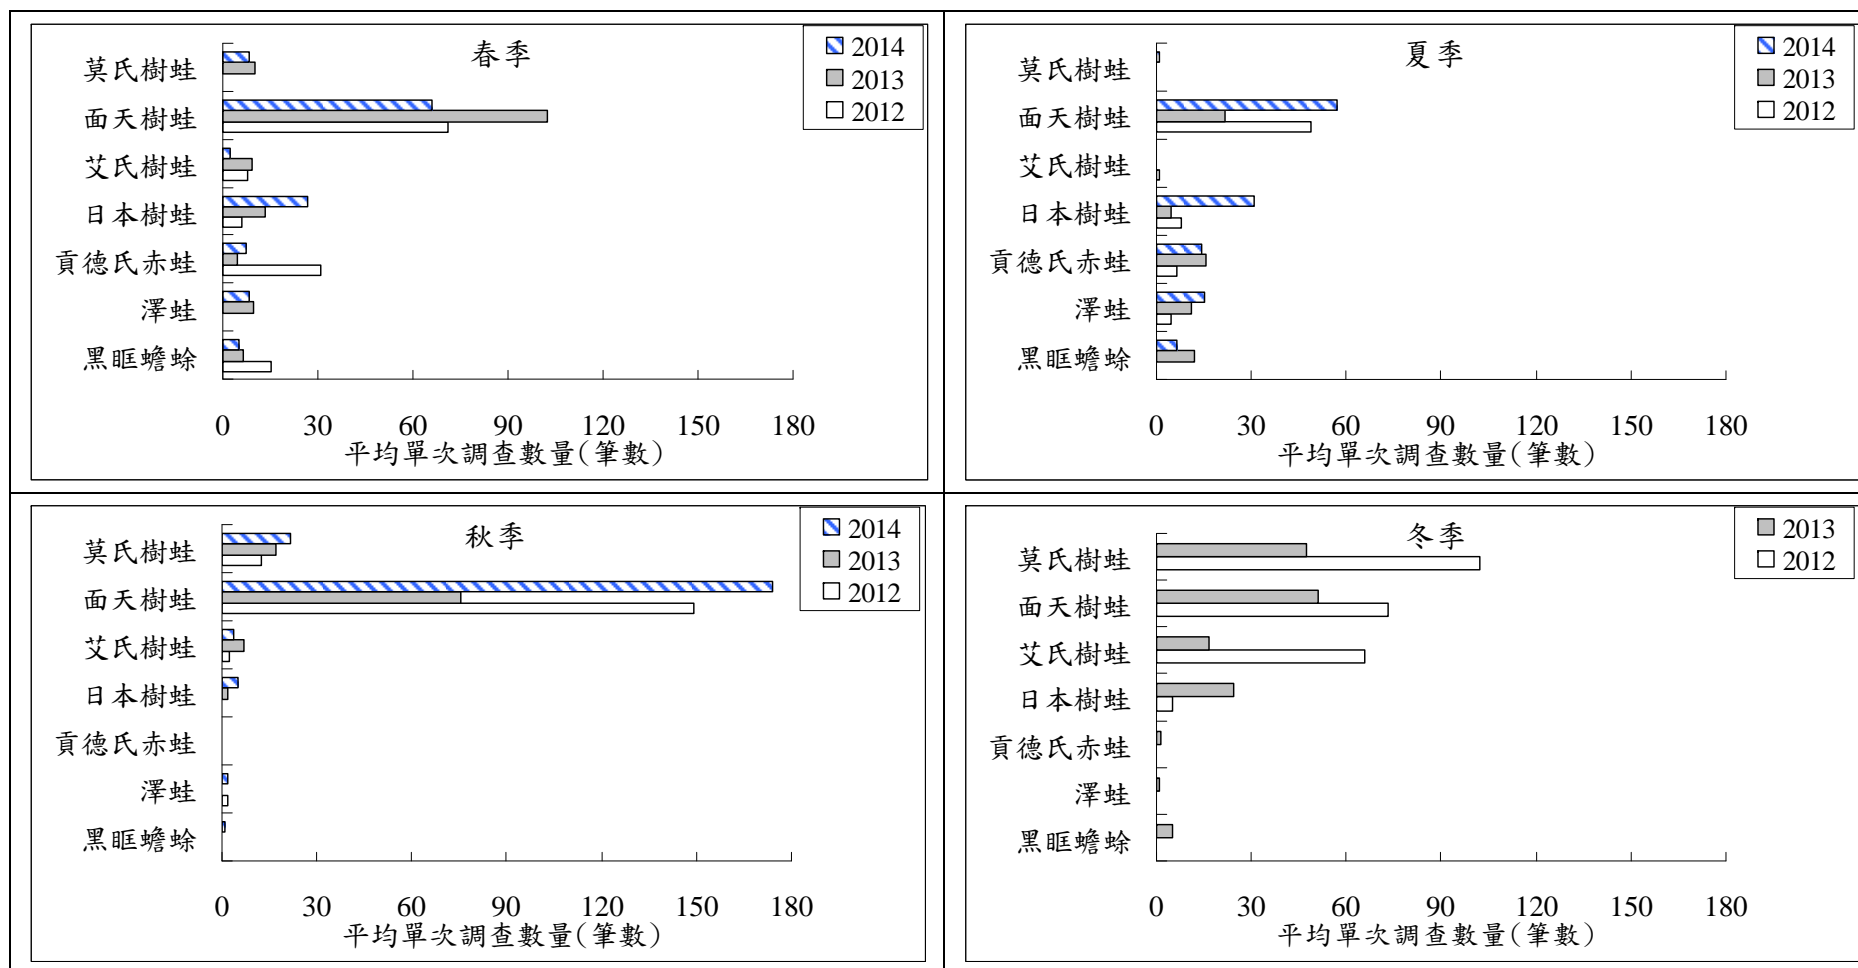 春季
2014
2013
2012
莫氏樹蛙
面天樹蛙
艾氏樹蛙
日本樹蛙
貢德氏赤蛙
澤蛙
黑眶蟾蜍
0 30 60 90 120 150 180
平均單次調查數量(筆數)
夏季
2014
2013
2012
莫氏樹蛙
面天樹蛙
艾氏樹蛙
日本樹蛙
貢德氏赤蛙
澤蛙
黑眶蟾蜍
0 30 60 90 120 150 180
平均單次調查數量(筆數)
秋季
2014
2013
2012
莫氏樹蛙
面天樹蛙
艾氏樹蛙
日本樹蛙
貢德氏赤蛙
澤蛙
黑眶蟾蜍
0 30 60 90 120 150 180
平均單次調查數量(筆數)
冬季
2013
2012
莫氏樹蛙
面天樹蛙
艾氏樹蛙
日本樹蛙
貢德氏赤蛙
澤蛙
黑眶蟾蜍
0 30 60 90 120 150 180
平均單次調查數量(筆數)